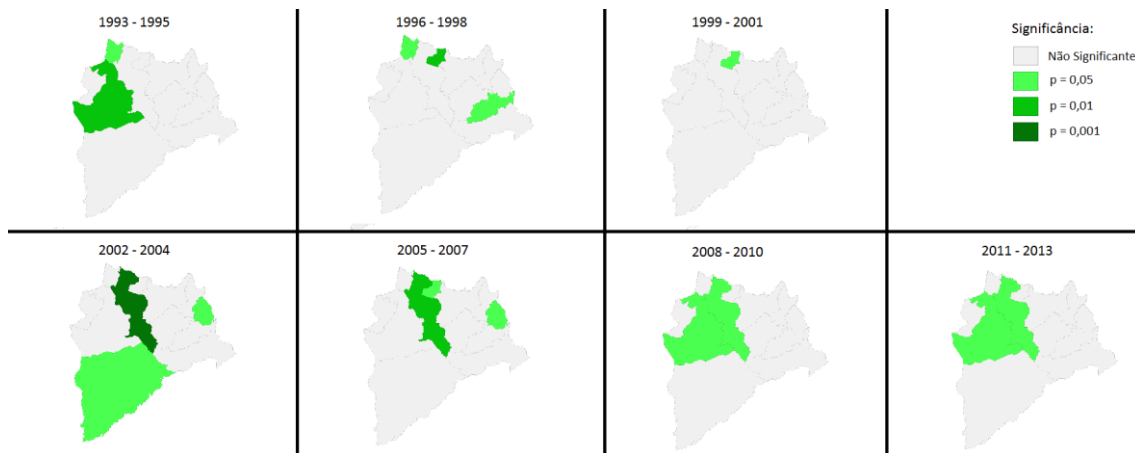 1993 - 1995
1996 - 1998
1999 - 2001
Significância:
Não Significante
p = 0,05
p = 0,01
p = 0,001
2002 - 2004
2005 - 2007
2008 - 2010
2011 - 2013